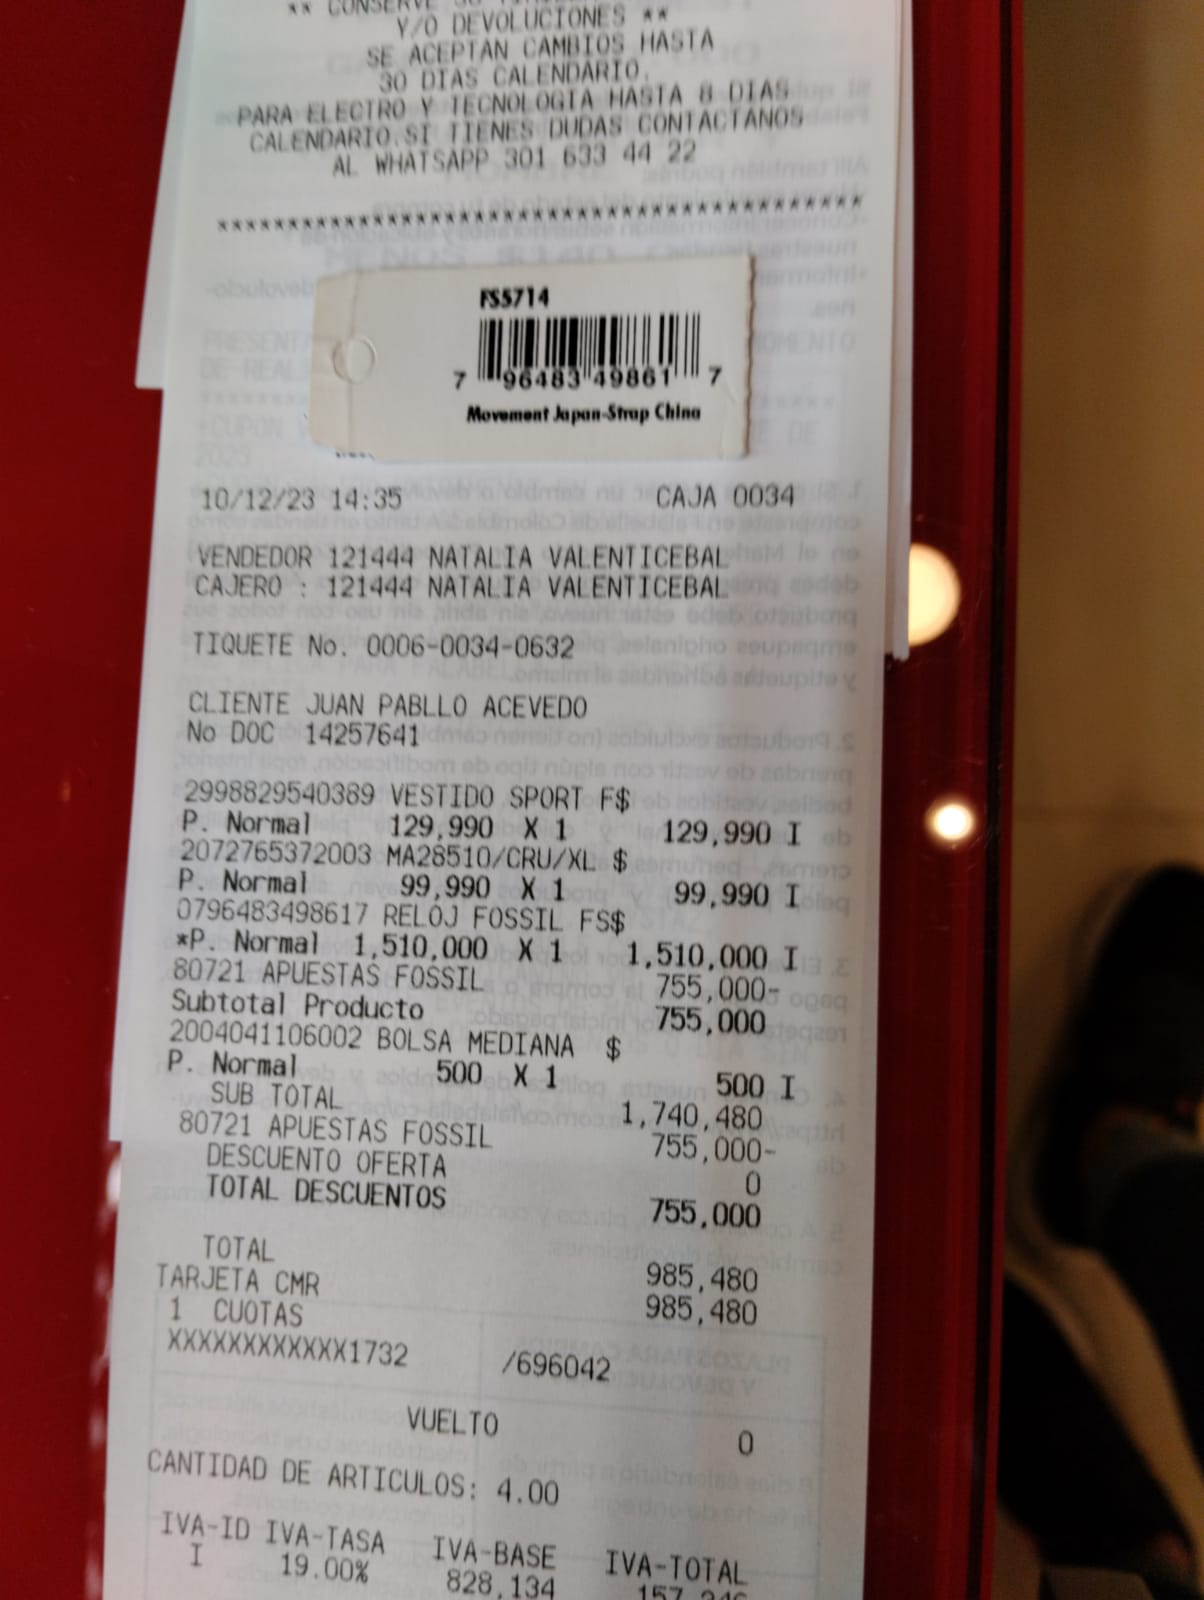 ** CONSERVE
Y/O DEVOLUCIONES **
SE ACEPTAN CAMBIOS HASTA
30 DIAS CALENDARIO.
PARA ELECTRO Y TECNOLOGIA HASTA 8 DIAS
CALENDARIO.SI TIENES DUDAS CONTACTANOS
AL WHATSAPP 301 633 44 22
**********************************************
FS5714
7 96483 49861 7
Movement Japan-Strap China
10/12/23 14:35 CAJA 0034
VENDEDOR 121444 NATALIA VALENTICEBAL
CAJERO : 121444 NATALIA VALENTICEBAL
TIQUETE No. 0006-0034-0632
CLIENTE JUAN PABLLO ACEVEDO
No DOC 14257641
2998829540389 VESTIDO SPORT F$
P. Normal 129,990 X 1 129,990 I
2072765372003 MA28510/CRU/XL $
P. Normal 99,990 X 1 99,990 I
0796483498617 RELOJ FOSSIL FS$
*P. Normal 1,510,000 X 1 1,510,000 I
80721 APUESTAS FOSSIL 755,000-
Subtotal Producto 755,000
2004041106002 BOLSA MEDIANA $
P. Normal 500 X 1 500 I
SUB TOTAL 1,740,480
80721 APUESTAS FOSSIL 755,000-
DESCUENTO OFERTA 0
TOTAL DESCUENTOS 755,000
TOTAL 985,480
TARJETA CMR 985,480
1 CUOTAS
XXXXXXXXXXXX1732 /696042
VUELTO 0
CANTIDAD DE ARTICULOS: 4.00
IVA-ID IVA-TASA IVA-BASE IVA-TOTAL
I 19.00% 828,134